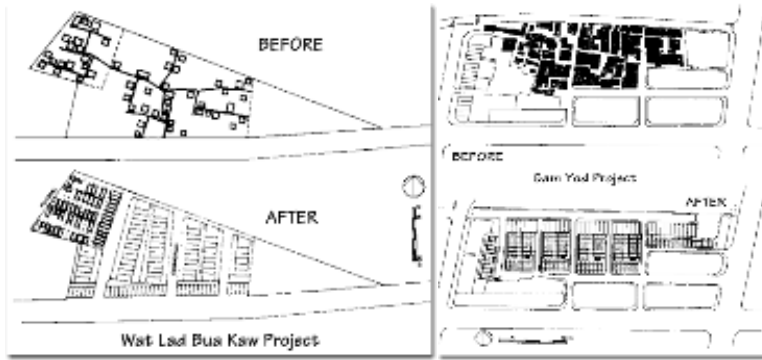 BEFORE
AFTER
Wat Lad Bua Kaw Project
BEFORE
Sam Yod Project
AFTER